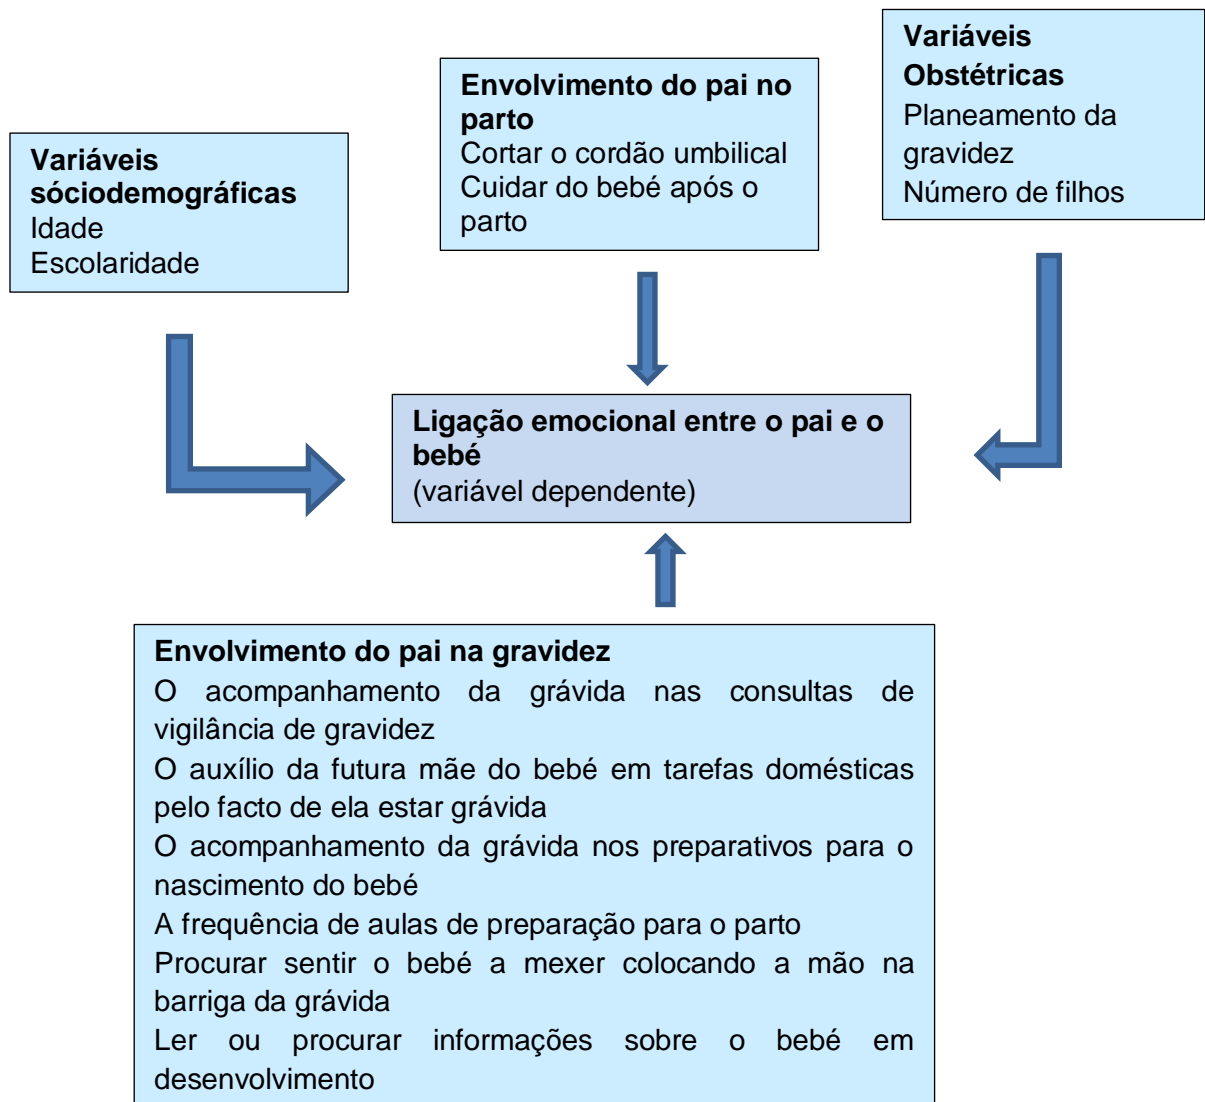 Variáveis
sóciodemográficas
Idade
Escolaridade
Envolvimento do pai no
parto
Cortar o cordão umbilical
Cuidar do bebé após o
parto
Variáveis
Obstétricas
Planeamento da
gravidez
Número de filhos
Ligação emocional entre o pai e o
bebé
(variável dependente)
Envolvimento do pai na gravidez
O acompanhamento da grávida nas consultas de
vigilância de gravidez
O auxílio da futura mãe do bebé em tarefas domésticas
pelo facto de ela estar grávida
O acompanhamento da grávida nos preparativos para o
nascimento do bebé
A frequência de aulas de preparação para o parto
Procurar sentir o bebé a mexer colocando a mão na
barriga da grávida
Ler ou procurar informações sobre o bebé em
desenvolvimento